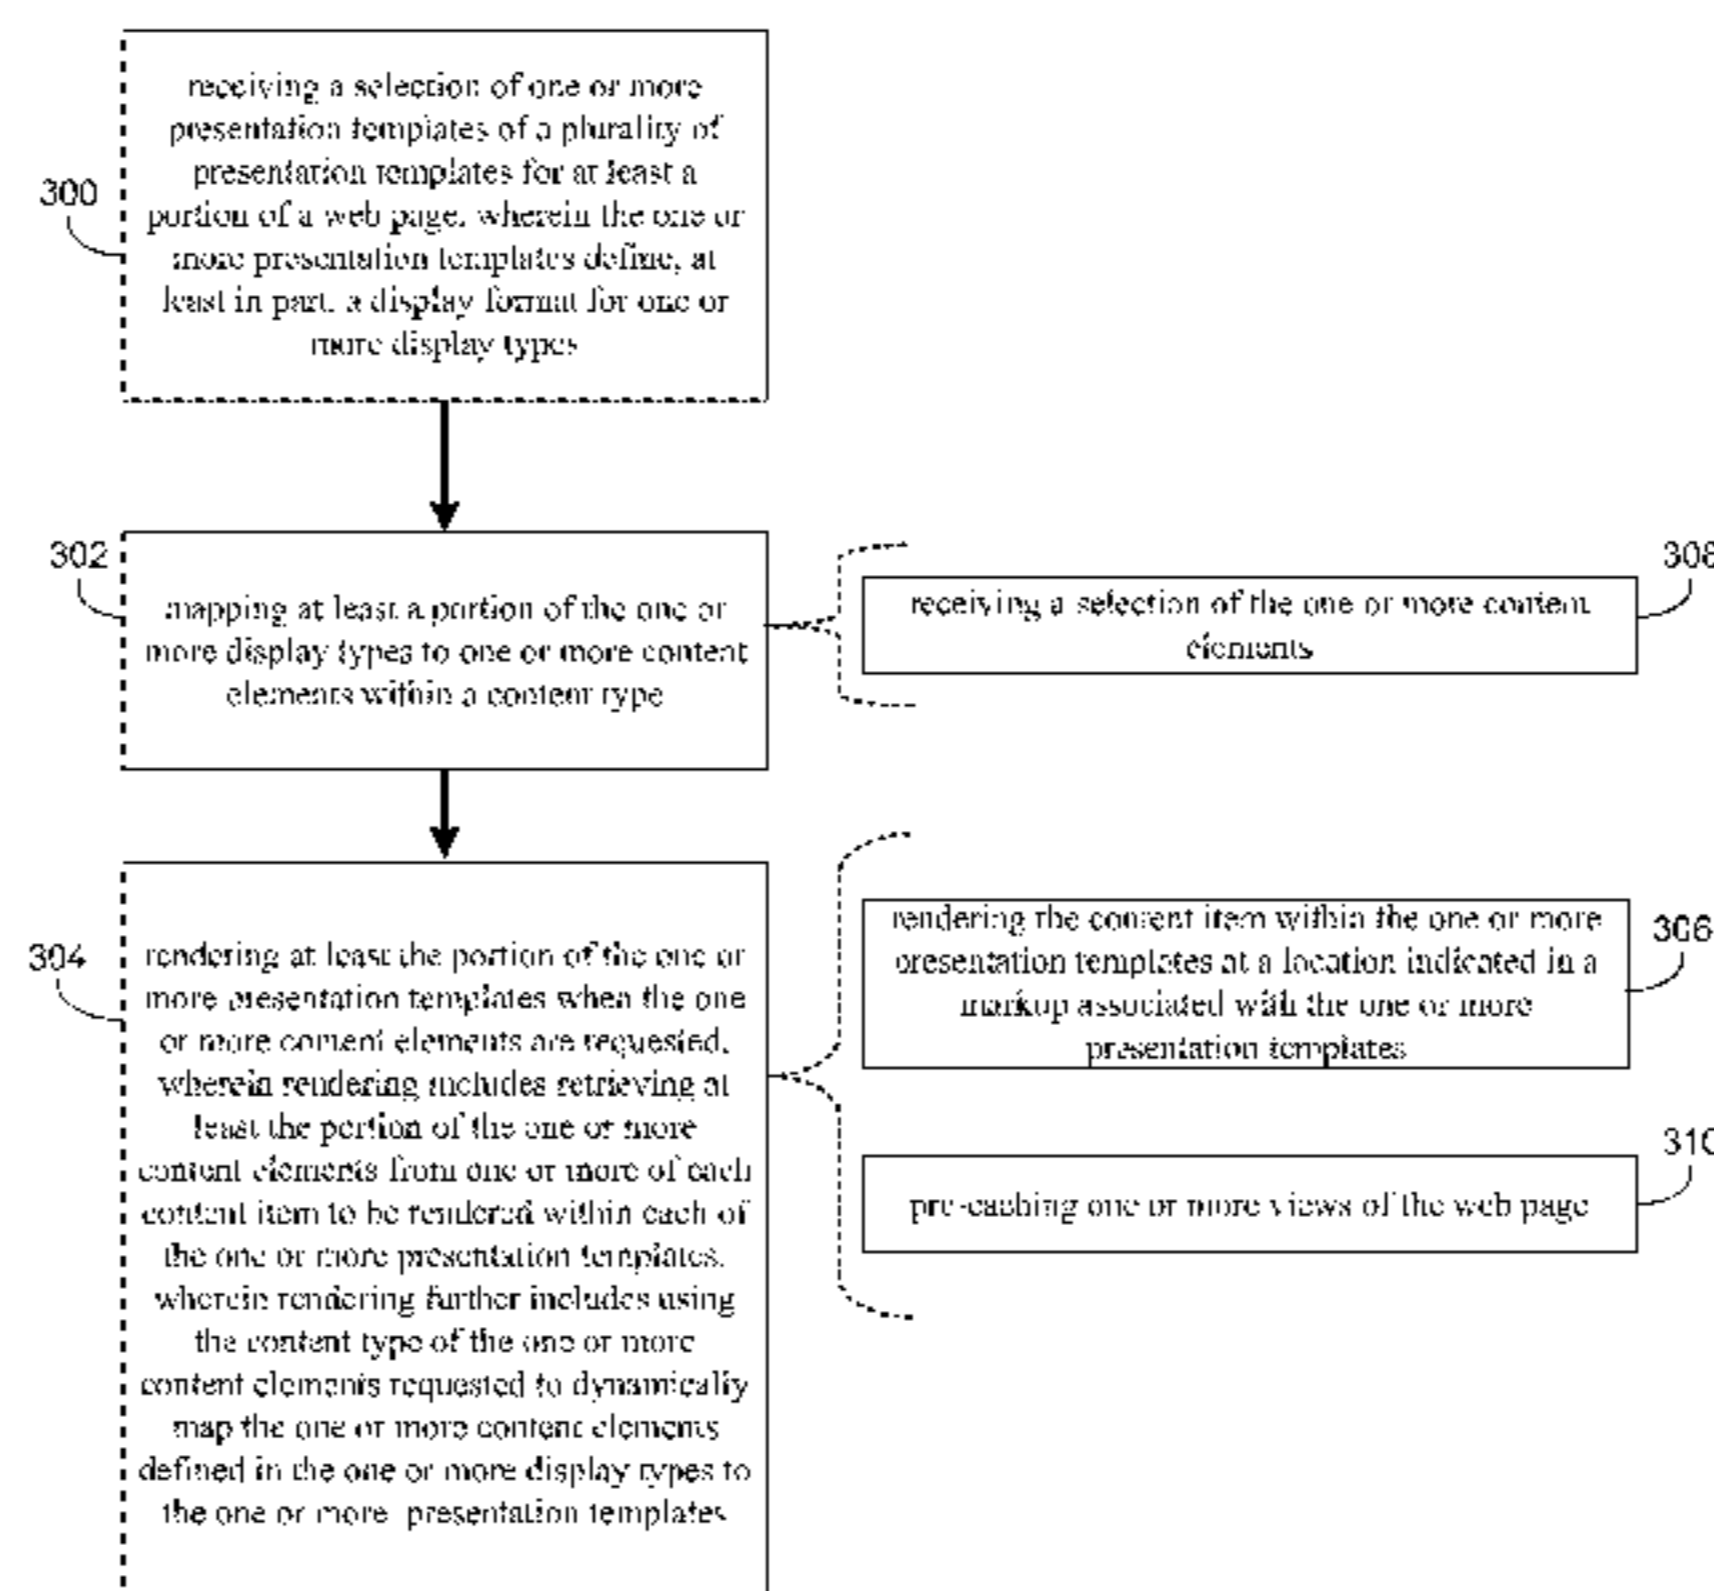 300
receiving a selection of one or more
presentation templates of a plurality of
presentation templates for at least a
portion of a web page, wherein the one or
more presentation templates define, at
least in part, a display format for one or
more display types
302
mapping at least a portion of the one or
more display types to one or more content
elements within a content type
308
receiving a selection of the one or more content
elements
304
rendering at least the portion of the one or
more presentation templates when the one
or more content elements are requested,
wherein rendering includes retrieving at
least the portion of the one or more
content elements from one or more of each
content item to be rendered within each of
the one or more presentation templates,
wherein rendering further includes using
the content type of the one or more
content elements requested to dynamically
map the one or more content elements
defined in the one or more display types to
the one or more presentation templates
306
rendering the content item within the one or more
presentation templates at a location indicated in a
markup associated with the one or more
presentation templates
310
pre-caching one or more views of the web page